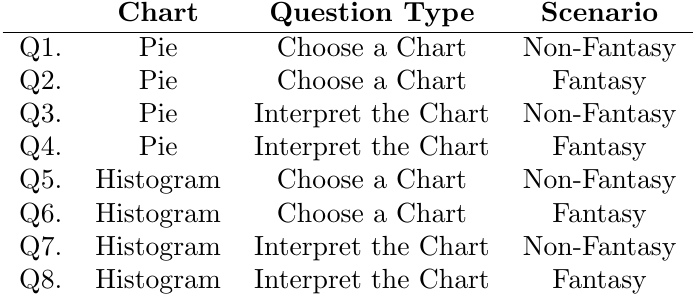 Chart Question Type Scenario
Q1. Pie Choose a Chart Non-Fantasy
Q2. Pie Choose a Chart Fantasy
Q3. Pie Interpret the Chart Non-Fantasy
Q4. Pie Interpret the Chart Fantasy
Q5. Histogram Choose a Chart Non-Fantasy
Q6. Histogram Choose a Chart Fantasy
Q7. Histogram Interpret the Chart Non-Fantasy
Q8. Histogram Interpret the Chart Fantasy